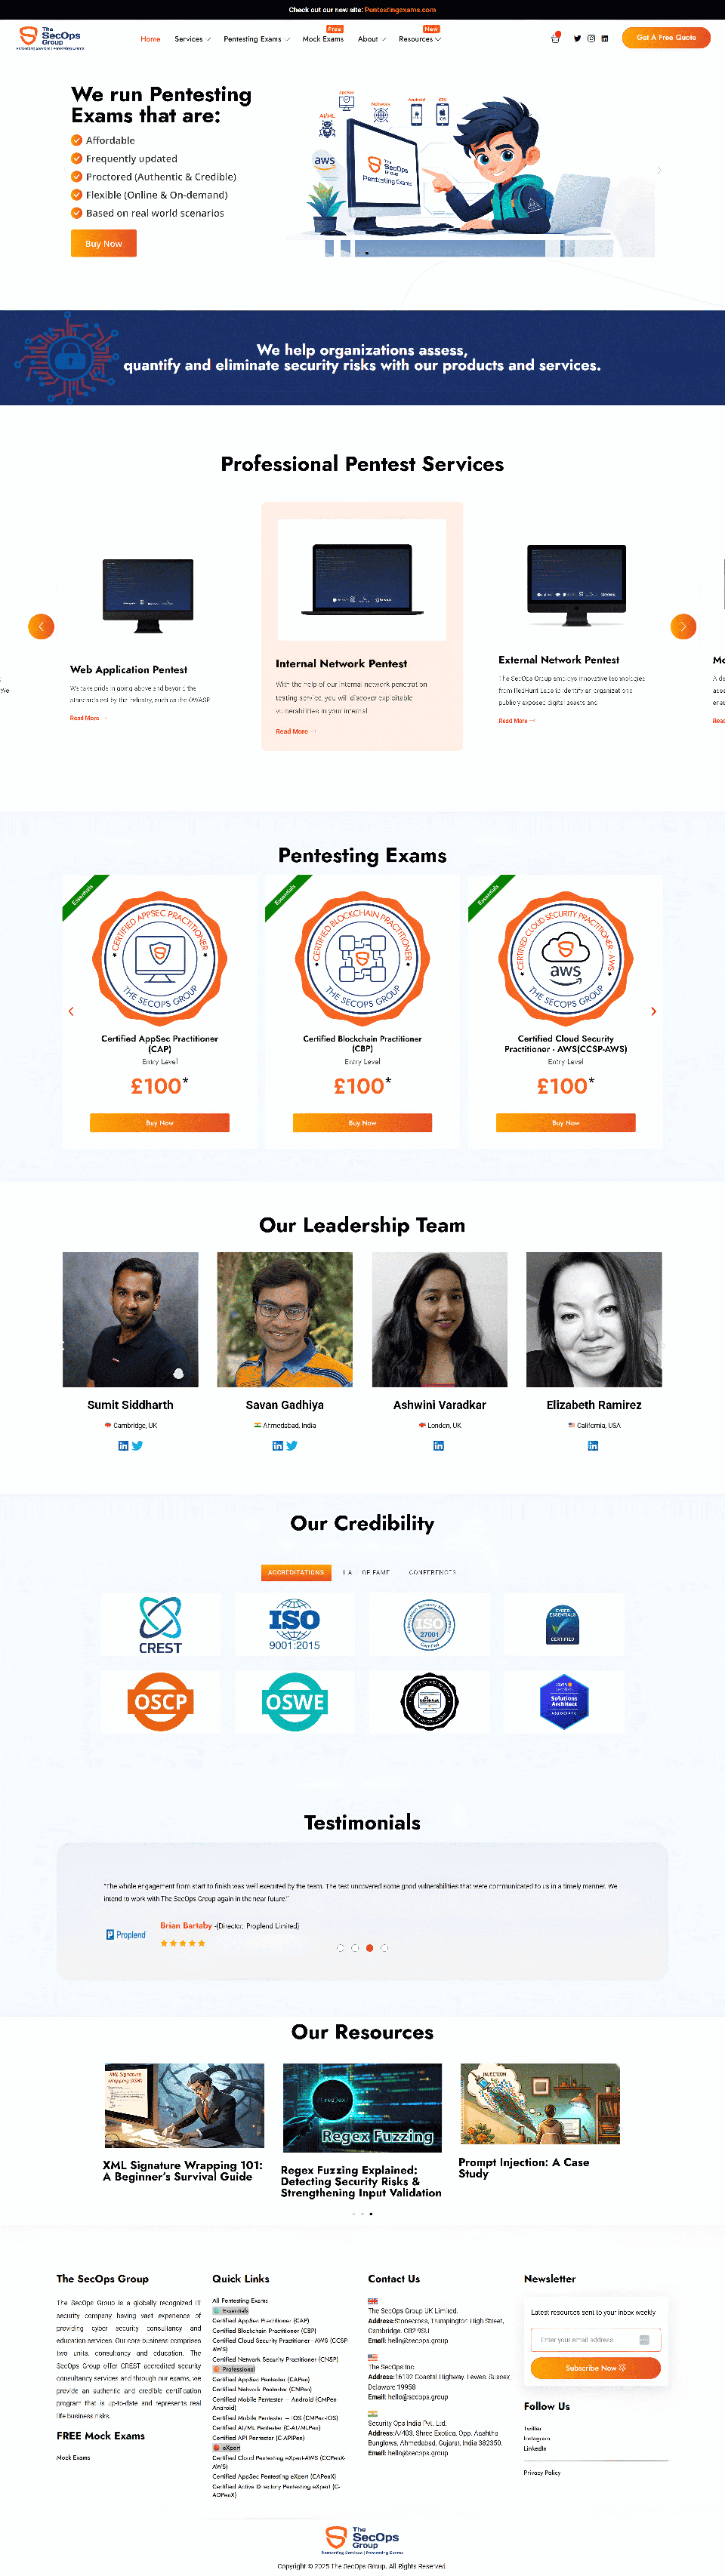 Check out our new site: Pentestingexams.com
The
SecOps
Group
Home
Services
Pentesting Exams
Free
Mock Exams
About
New
Resources
Get A Free Quote
We run Pentesting
Exams that are:
Affordable
Frequently updated
Proctored (Authentic & Credible)
Flexible (Online & On-demand)
Based on real world scenarios
Buy Now
AI/ML
Network
Android
iOS
aws
The
SecOps
Group
Pentesting Exams
We help organizations assess,
quantify and eliminate security risks with our products and services.
Professional Pentest Services
Web Application Pentest
We take pride in going above and beyond the
standards set by the industry, such as the OWASP
Read More
Internal Network Pentest
With the help of our internal network penetration
testing service, you will discover exploitable
vulnerabilities in your internal
Read More
External Network Pentest
The SecOps Group employs innovative technologies
from RedHunt Labs to identify an organizations
publicly exposed digital assets and
Read More
Pentesting Exams
Essentials
CERTIFIED APPSEC PRACTITIONER
THE SECOPS GROUP
Certified AppSec Practitioner
(CAP)
Entry Level
£100*
Buy Now
Essentials
CERTIFIED BLOCKCHAIN PRACTITIONER
THE SECOPS GROUP
Certified Blockchain Practitioner
(CBP)
Entry Level
£100*
Buy Now
Essentials
CERTIFIED CLOUD SECURITY PRACTITIONER - AWS
aws
THE SECOPS GROUP
Certified Cloud Security
Practitioner - AWS(CCSP-AWS)
Entry Level
£100*
Buy Now
Our Leadership Team
Sumit Siddharth
Cambridge, UK
Savan Gadhiya
Ahmedabad, India
Ashwini Varadkar
London, UK
Elizabeth Ramirez
California, USA
Our Credibility
ACCREDITATIONS
HALL OF FAME
CONFERENCES
CREST
ISO
9001:2015
ISO
27001
CYBER
ESSENTIALS
CERTIFIED
OSCP
OSWE
Solutions
Architect
ASSOCIATE
Testimonials
"The whole engagement from start to finish was well executed by the team. The test uncovered some good vulnerabilities that were communicated to us in a timely manner. We
intend to work with The SecOps Group again in the near future."
Proplend
Brian Bartaby -(Director, Proplend Limited)
Our Resources
XML Signature
Wrapping
XML Signature Wrapping 101:
A Beginner's Survival Guide
Regex Fuzzing
Regex Fuzzing Explained:
Detecting Security Risks &
Strengthening Input Validation
INJECTION
Prompt Injection: A Case
Study
The SecOps Group
The SecOps Group is a globally recognized IT
security company having vast experience of
providing cyber security consultancy and
education services. Our core business comprises
two units, consultancy and education. The
SecOps Group offer CREST accredited security
consultancy services and through our exams, we
provide an authentic and credible certification
program that is up-to-date and represents real
life business risks.
FREE Mock Exams
Mock Exams
Quick Links
All Pentesting Exams
Essentials
Certified AppSec Practitioner (CAP)
Certified Blockchain Practitioner (CBP)
Certified Cloud Security Practitioner - AWS (CCSP-
AWS)
Certified Network Security Practitioner (CNSP)
Professional
Certified AppSec Pentester (CAPen)
Certified Network Pentester (CNPen)
Certified Mobile Pentester – Android (CMPen-
Android)
Certified Mobile Pentester – iOS (CMPen-iOS)
Certified AI/ML Pentester (C-AI/MLPen)
Certified API Pentester (C-APIPen)
eXpert
Certified Cloud Pentesting eXpert-AWS (CCPenX-
AWS)
Certified AppSec Pentesting eXpert (CAPenX)
Certified Active Directory Pentesting eXpert (C-
ADPenX)
Contact Us
The SecOps Group UK Limited.
Address:Stonecross, Trumpington High Street,
Cambridge. CB2 9SU
Email: hello@secops.group
The SecOps Inc.
Address:16192 Coastal Highway. Lewes. Sussex,
Delaware 19958
Email: hello@secops.group
Security Ops India Pvt. Ltd.
Address:A/403, Shree Exotica, Opp. Aashtha
Bunglows, Ahmedabad, Gujarat, India 382350.
Email: hello@secops.group
Newsletter
Latest resources sent to your inbox weekly
Enter your email address
Subscribe Now
Follow Us
Twitter
Instagram
LinkedIn
Privacy Policy
The
SecOps
Group
Copyright © 2025 The SecOps Group. All Rights Reserved.